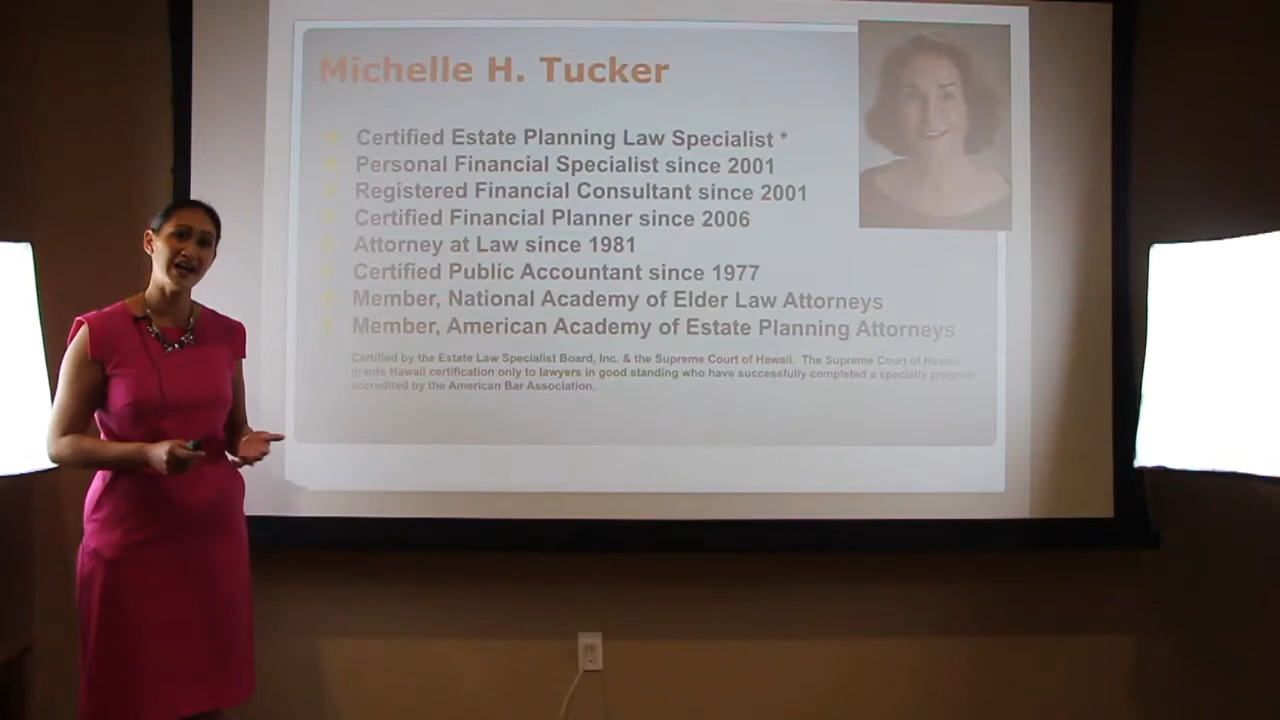 Michelle H. Tucker
Certified Estate Planning Law Specialist *
Personal Financial Specialist since 2001
Registered Financial Consultant since 2001
Certified Financial Planner since 2006
Attorney at Law since 1981
Certified Public Accountant since 1977
Member, National Academy of Elder Law Attorneys
Member, American Academy of Estate Planning Attorneys
Certified by the Estate Law Specialist Board, Inc. & the Supreme Court of Hawaii. The Supreme Court of Hawaii
grants Hawaii certification only to lawyers in good standing who have successfully completed a specialty program
accredited by the American Bar Association.